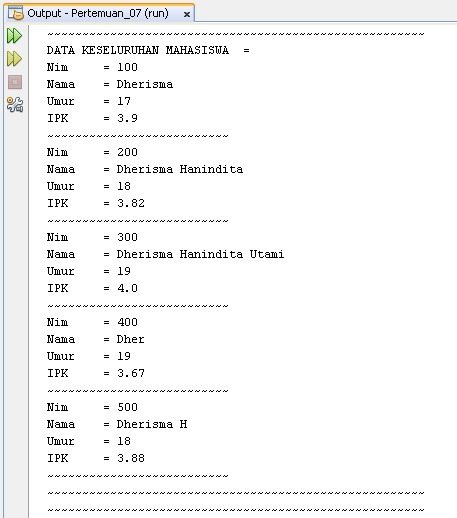 Output - Pertemuan_07 (run)
~~~~~~~~~~~~~~~~~~~~~~~~~~~~~~~~~~~~~~~~~~~~~~~~~~~~~~
DATA KESELURUHAN MAHASISWA  =
Nim     = 100
Nama    = Dherisma
Umur    = 17
IPK     = 3.9
~~~~~~~~~~~~~~~~~~~~~~~~~~
Nim     = 200
Nama    = Dherisma Hanindita
Umur    = 18
IPK     = 3.82
~~~~~~~~~~~~~~~~~~~~~~~~~~
Nim     = 300
Nama    = Dherisma Hanindita Utami
Umur    = 19
IPK     = 4.0
~~~~~~~~~~~~~~~~~~~~~~~~~~
Nim     = 400
Nama    = Dher
Umur    = 19
IPK     = 3.67
~~~~~~~~~~~~~~~~~~~~~~~~~~
Nim     = 500
Nama    = Dherisma H
Umur    = 18
IPK     = 3.88
~~~~~~~~~~~~~~~~~~~~~~~~~~
~~~~~~~~~~~~~~~~~~~~~~~~~~~~~~~~~~~~~~~~~~~~~~~~~~~~~~
~~~~~~~~~~~~~~~~~~~~~~~~~~~~~~~~~~~~~~~~~~~~~~~~~~~~~~